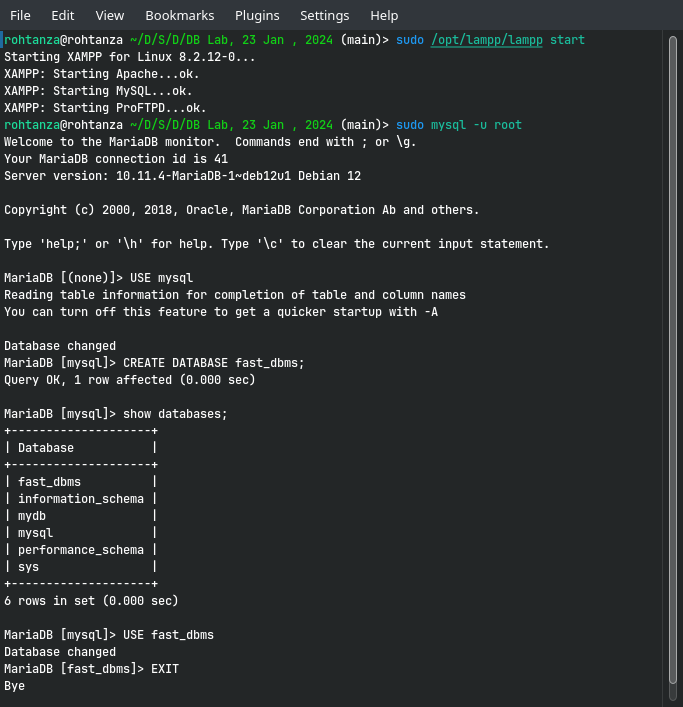 File Edit View Bookmarks Plugins Settings Help
rohtanza@rohtanza ~/D/S/D/DB Lab, 23 Jan , 2024 (main)> sudo /opt/lampp/lampp start
Starting XAMPP for Linux 8.2.12-0...
XAMPP: Starting Apache...ok.
XAMPP: Starting MySQL...ok.
XAMPP: Starting ProFTPD...ok.
rohtanza@rohtanza ~/D/S/D/DB Lab, 23 Jan , 2024 (main)> sudo mysql -u root
Welcome to the MariaDB monitor.  Commands end with ; or \g.
Your MariaDB connection id is 41
Server version: 10.11.4-MariaDB-1~deb12u1 Debian 12
Copyright (c) 2000, 2018, Oracle, MariaDB Corporation Ab and others.
Type 'help;' or '\h' for help. Type '\c' to clear the current input statement.
MariaDB [(none)]> USE mysql
Reading table information for completion of table and column names
You can turn off this feature to get a quicker startup with -A
Database changed
MariaDB [mysql]> CREATE DATABASE fast_dbms;
Query OK, 1 row affected (0.000 sec)
MariaDB [mysql]> show databases;
+--------------------+
| Database           |
+--------------------+
| fast_dbms          |
| information_schema |
| mydb               |
| mysql              |
| performance_schema |
| sys                |
+--------------------+
6 rows in set (0.000 sec)
MariaDB [mysql]> USE fast_dbms
Database changed
MariaDB [fast_dbms]> EXIT
Bye